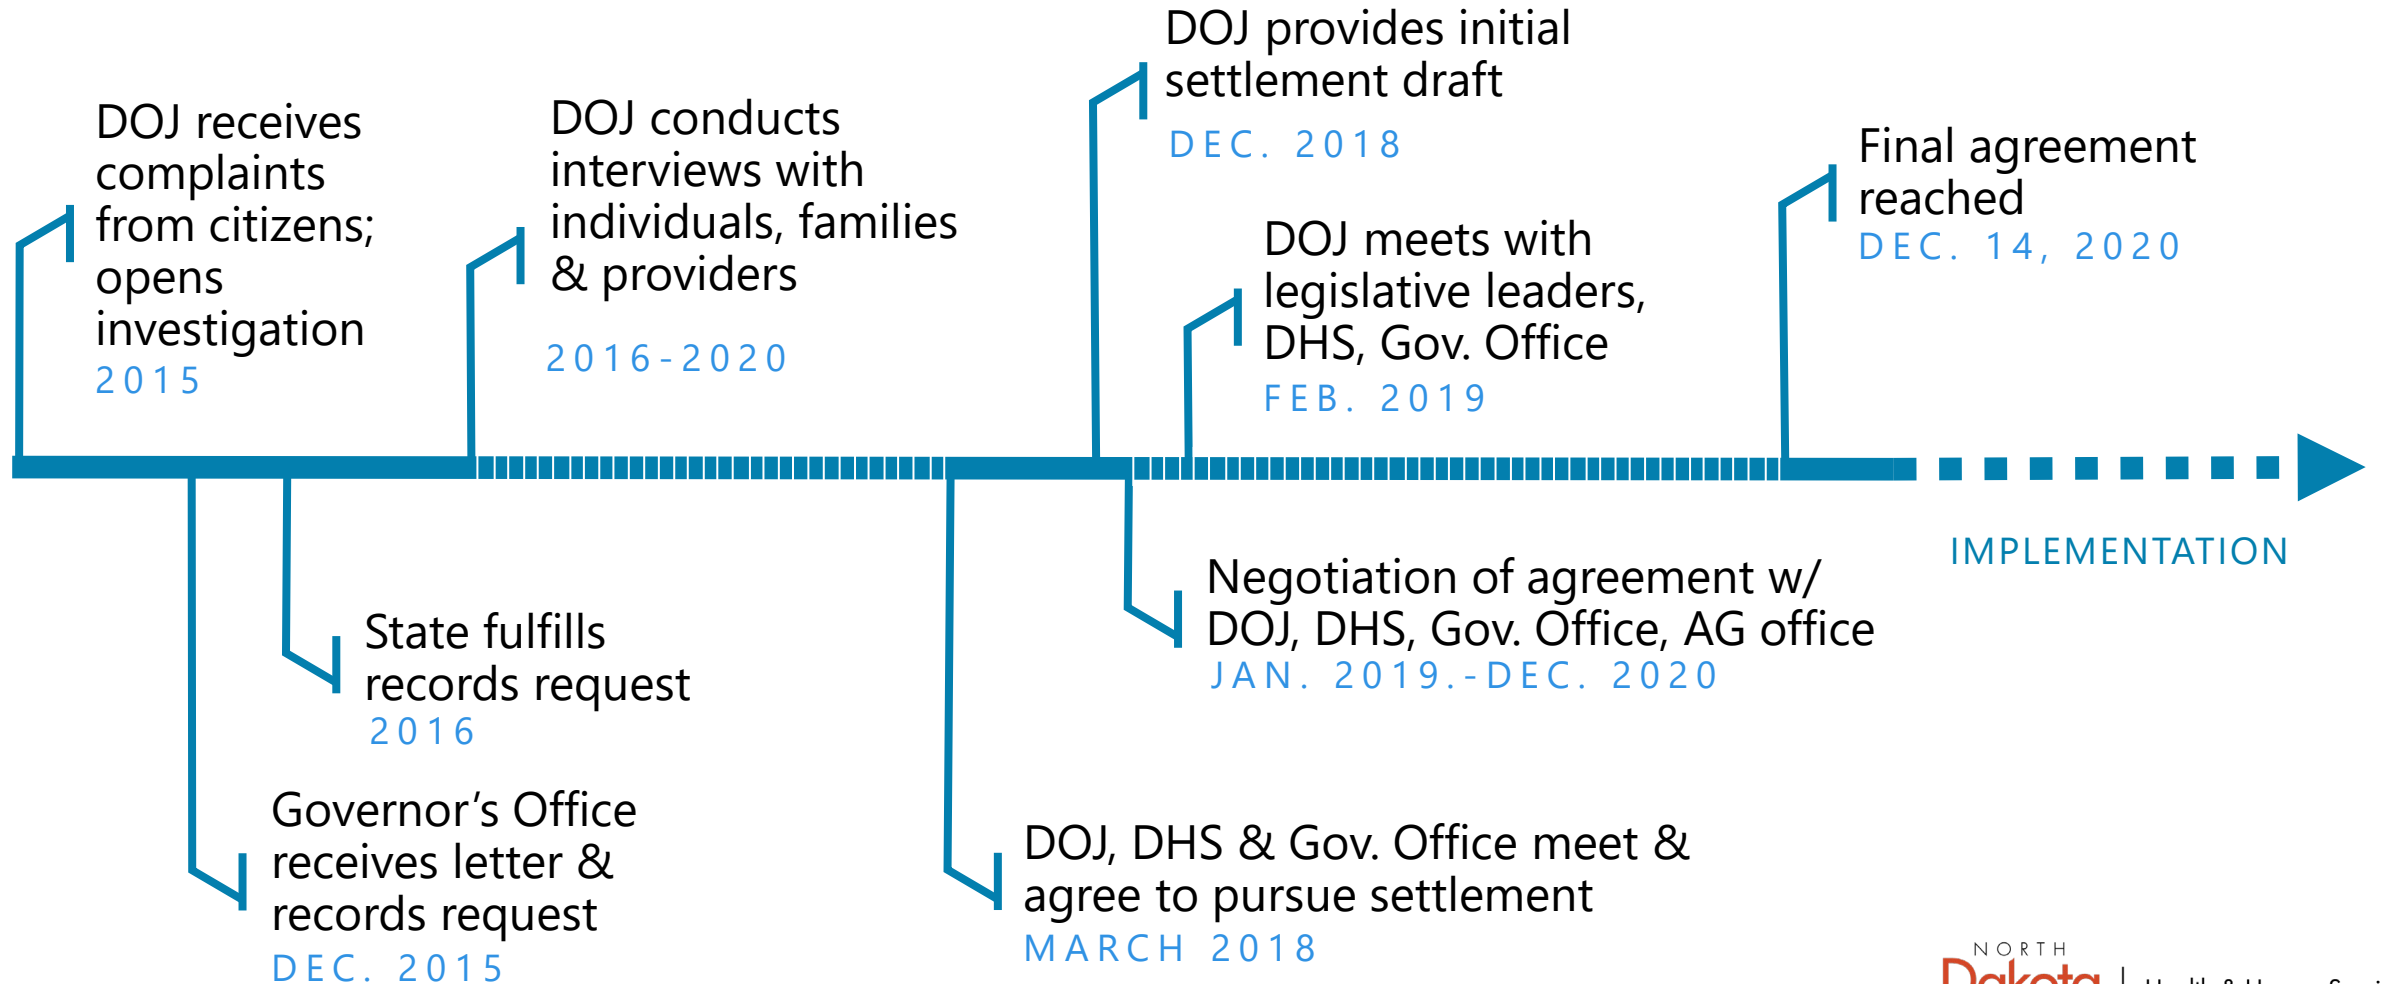 DOJ receives
complaints
from citizens;
opens
investigation
2015
DOJ conducts
interviews with
individuals, families
& providers
2016-2020
DOJ provides initial
settlement draft
DEC. 2018
DOJ meets with
legislative leaders,
DHS, Gov. Office
FEB. 2019
Final agreement
reached
DEC. 14, 2020
IMPLEMENTATION
State fulfills
records request
2016
Governor’s Office
receives letter &
records request
DEC. 2015
Negotiation of agreement w/
DOJ, DHS, Gov. Office, AG office
JAN. 2019.-DEC. 2020
DOJ, DHS & Gov. Office meet &
agree to pursue settlement
MARCH 2018
NORTH
Dakota